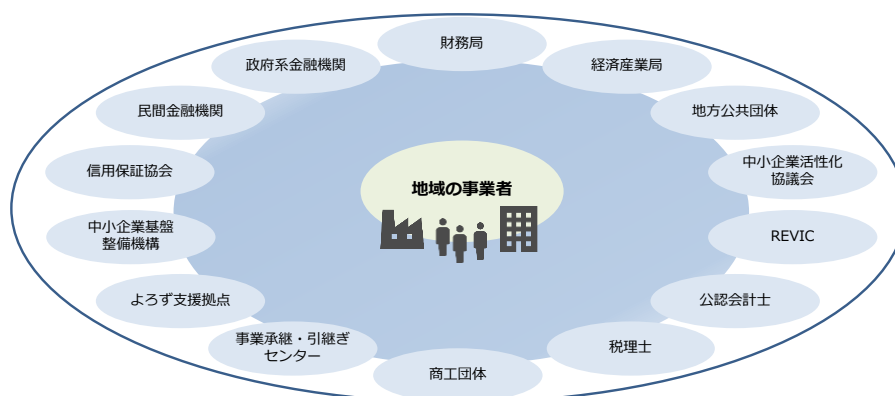 財務局
政府系金融機関
経済産業局
民間金融機関
地方公共団体
信用保証協会
中小企業活性化
協議会
地域の事業者
中小企業基盤
整備機構
REVIC
よろず支援拠点
公認会計士
事業承継・引継ぎ
センター
税理士
商工団体